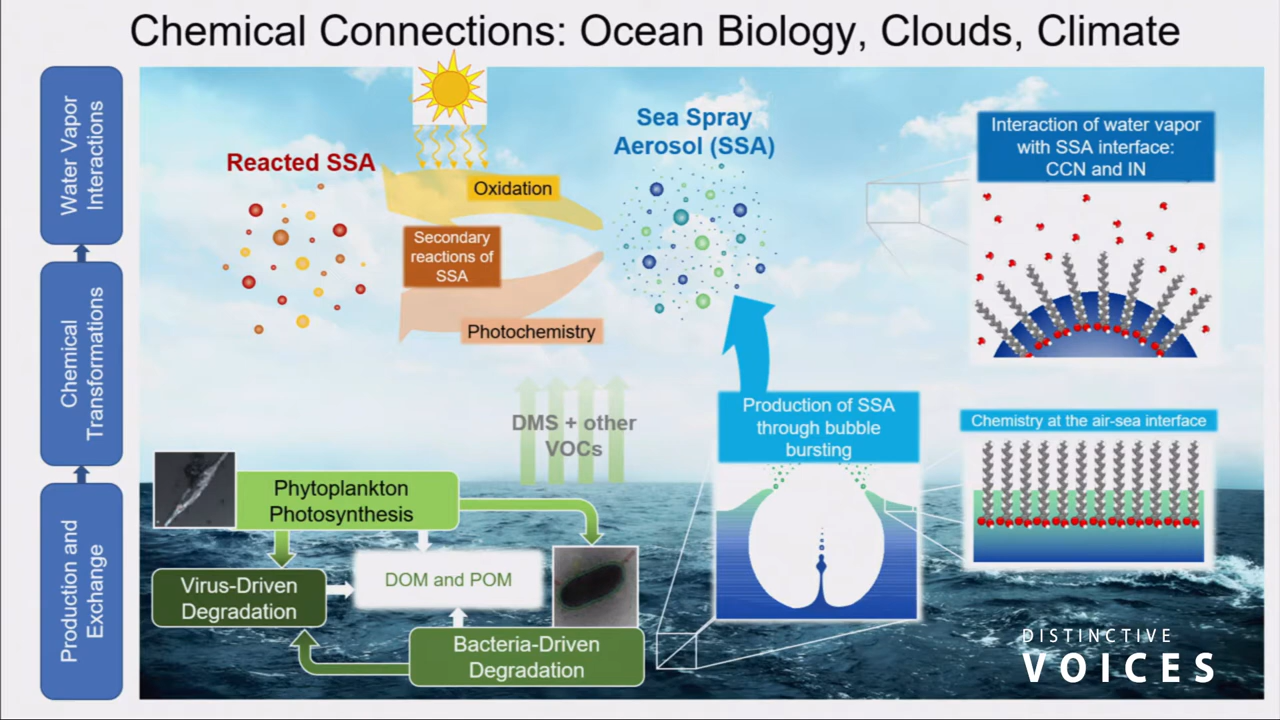 Chemical Connections: Ocean Biology, Clouds, Climate
Water Vapor
Interactions
Chemical
Transformations
Production and
Exchange
Reacted SSA
Oxidation
Secondary
reactions of
SSA
Photochemistry
Sea Spray
Aerosol (SSA)
Interaction of water vapor
with SSA interface:
CCN and IN
DMS + other
VOCs
Production of SSA
through bubble
bursting
Chemistry at the air-sea interface
Phytoplankton
Photosynthesis
Virus-Driven
Degradation
DOM and POM
Bacteria-Driven
Degradation
DISTINCTIVE
VOICES